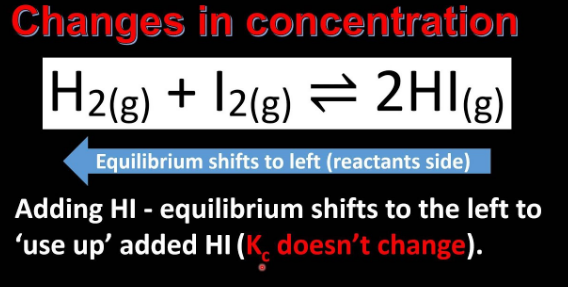 Changes in concentration
H₂(g) + I₂(g) ⇌ 2HI(g)
Equilibrium shifts to left (reactants side)
Adding HI - equilibrium shifts to the left to
‘use up’ added HI (Kc doesn’t change).